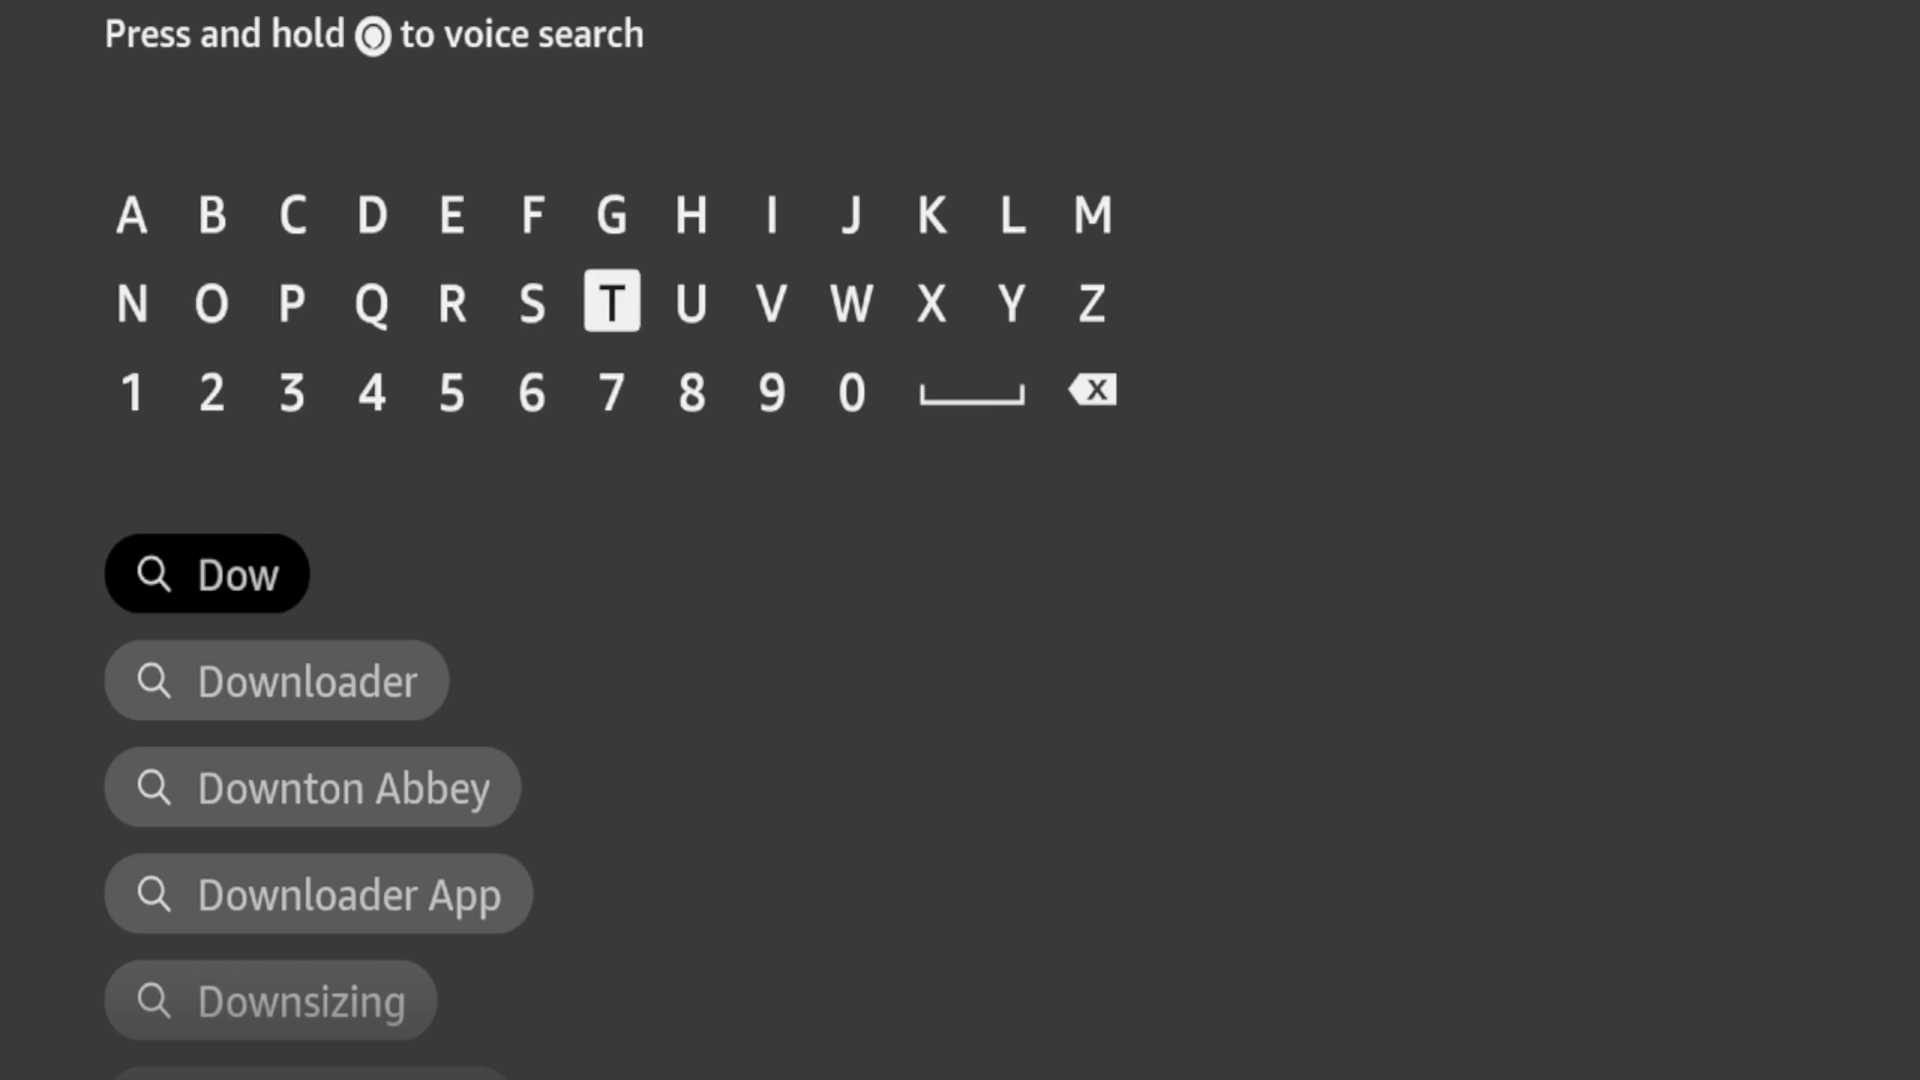 Press and hold to voice search
A B C D E F G H I J K L M
N O P Q R S T U V W X Y Z
1 2 3 4 5 6 7 8 9 0
Dow
Downloader
Downton Abbey
Downloader App
Downsizing